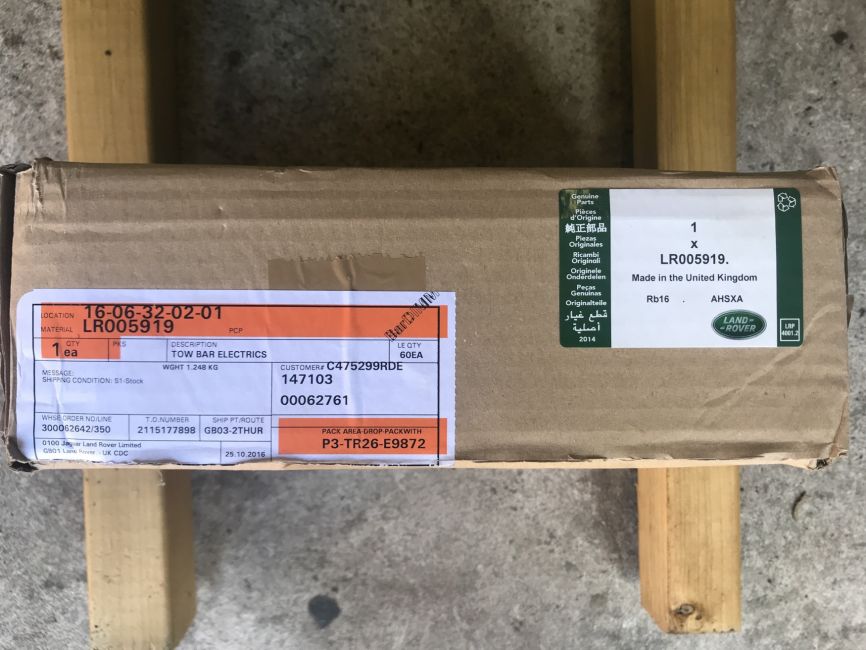 LOCATION 16-06-32-02-01
MATERIAL LR005919 PCP
QTY 1 ea PKS DESCRIPTION TOW BAR ELECTRICS LE QTY 60EA
WGHT 1.248 KG
MESSAGE:
SHIPPING CONDITION: S1-Stock
CUSTOMER# C475299RDE
147103
00062761
WHSE ORDER NO/LINE T.O.NUMBER SHIP PT/ROUTE
300062642/350 2115177898 GB03-2THUR
PACK AREA-DROP-PACKWITH
P3-TR26-E9872
0100 Jaguar Land Rover Limited
GB01 Land Rover - UK CDC 25.10.2016
Genuine
Parts
Pièces
d'Origine
純正部品
Piezas
Originales
Ricambi
Originali
Originele
Onderdelen
Peças
Genuinas
Originalteile
قطع غيار
أصلية
2014
1
x
LR005919.
Made in the United Kingdom
Rb16 . AHSXA
LAND-
-ROVER
LRP
4001.2